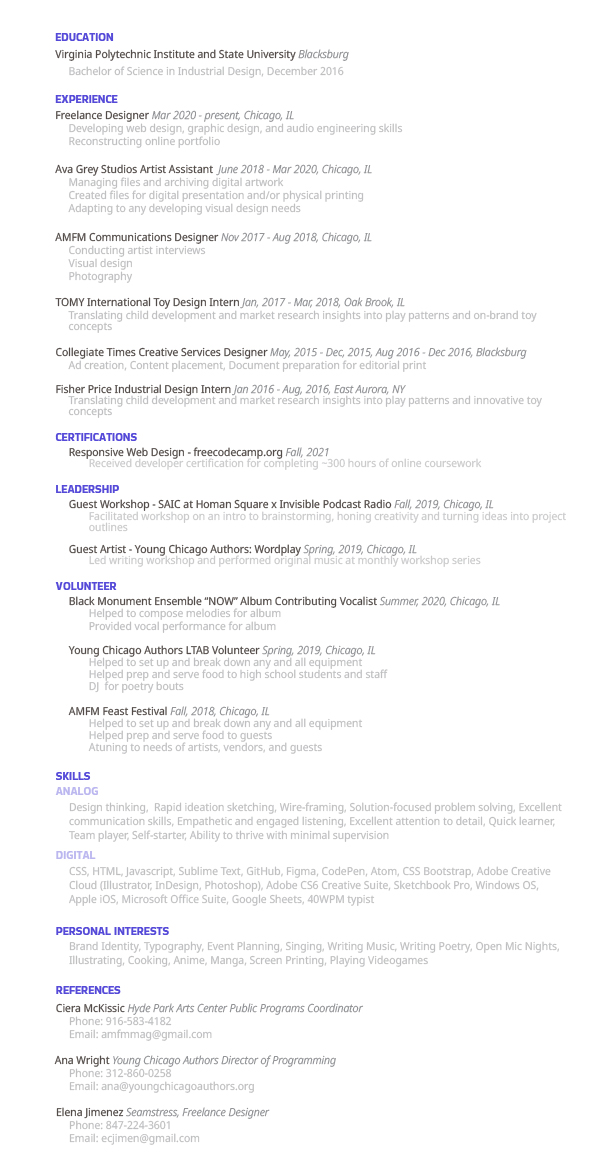 EDUCATION
Virginia Polytechnic Institute and State University Blacksburg
Bachelor of Science in Industrial Design, December 2016
EXPERIENCE
Freelance Designer Mar 2020 - present, Chicago, IL
Developing web design, graphic design, and audio engineering skills
Reconstructing online portfolio
Ava Grey Studios Artist Assistant June 2018 - Mar 2020, Chicago, IL
Managing files and archiving digital artwork
Created files for digital presentation and/or physical printing
Adapting to any developing visual design needs
AMFM Communications Designer Nov 2017 - Aug 2018, Chicago, IL
Conducting artist interviews
Visual design
Photography
TOMY International Toy Design Intern Jan, 2017 - Mar, 2018, Oak Brook, IL
Translating child development and market research insights into play patterns and on-brand toy
concepts
Collegiate Times Creative Services Designer May, 2015 - Dec, 2015, Aug 2016 - Dec 2016, Blacksburg
Ad creation, Content placement, Document preparation for editorial print
Fisher Price Industrial Design Intern Jan 2016 - Aug, 2016, East Aurora, NY
Translating child development and market research insights into play patterns and innovative toy
concepts
CERTIFICATIONS
Responsive Web Design - freecodecamp.org Fall, 2021
Received developer certification for completing ~300 hours of online coursework
LEADERSHIP
Guest Workshop - SAIC at Homan Square x Invisible Podcast Radio Fall, 2019, Chicago, IL
Facilitated workshop on an intro to brainstorming, honing creativity and turning ideas into project
outlines
Guest Artist - Young Chicago Authors: Wordplay Spring, 2019, Chicago, IL
Led writing workshop and performed original music at monthly workshop series
VOLUNTEER
Black Monument Ensemble “NOW” Album Contributing Vocalist Summer, 2020, Chicago, IL
Helped to compose melodies for album
Provided vocal performance for album
Young Chicago Authors LTAB Volunteer Spring, 2019, Chicago, IL
Helped to set up and break down any and all equipment
Helped prep and serve food to high school students and staff
DJ for poetry bouts
AMFM Feast Festival Fall, 2018, Chicago, IL
Helped to set up and break down any and all equipment
Helped prep and serve food to guests
Atuning to needs of artists, vendors, and guests
SKILLS
ANALOG
Design thinking, Rapid ideation sketching, Wire-framing, Solution-focused problem solving, Excellent
communication skills, Empathetic and engaged listening, Excellent attention to detail, Quick learner,
Team player, Self-starter, Ability to thrive with minimal supervision
DIGITAL
CSS, HTML, Javascript, Sublime Text, GitHub, Figma, CodePen, Atom, CSS Bootstrap, Adobe Creative
Cloud (Illustrator, InDesign, Photoshop), Adobe CS6 Creative Suite, Sketchbook Pro, Windows OS,
Apple iOS, Microsoft Office Suite, Google Sheets, 40WPM typist
PERSONAL INTERESTS
Brand Identity, Typography, Event Planning, Singing, Writing Music, Writing Poetry, Open Mic Nights,
Illustrating, Cooking, Anime, Manga, Screen Printing, Playing Videogames
REFERENCES
Ciera McKissic Hyde Park Arts Center Public Programs Coordinator
Phone: 916-583-4182
Email: amfmmag@gmail.com
Ana Wright Young Chicago Authors Director of Programming
Phone: 312-860-0258
Email: ana@youngchicagoauthors.org
Elena Jimenez Seamstress, Freelance Designer
Phone: 847-224-3601
Email: ecjimen@gmail.com